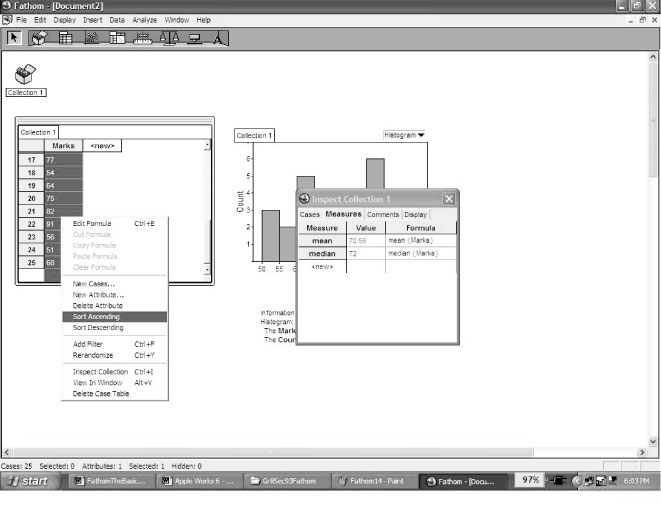 Fathom - [Document2]
File Edit Display Insert Data Analyze Window Help
Collection 1
Collection 1
Marks <new>
17 77
18 54
19 64
20 75
21 82
22 91
23 56
24 51
25 68
Edit Formula Ctrl+E
Cut Formula
Copy Formula
Paste Formula
Clear Formula
New Cases...
New Attribute...
Delete Attribute
Sort Ascending
Sort Descending
Add Filter Ctrl+F
Rerandomize Ctrl+Y
Inspect Collection Ctrl+I
View In Window Alt+V
Delete Case Table
Collection 1 Histogram
Count
6
5
4
3
2
1
50 55
Information
Histogram:
The Mark
The Coun
Inspect Collection 1
Cases Measures Comments Display
Measure Value Formula
mean 70.56 mean (Marks)
median 72 median (Marks)
<new>
Cases: 25 Selected: 0 Attributes: 1 Selected: 1 Hidden: 0
start FathomTheBasic... Apple Works 6 - ... Gr8Sec93Fathom Fathom14 - Paint Fathom - [Docu... 97% 6:03 PM